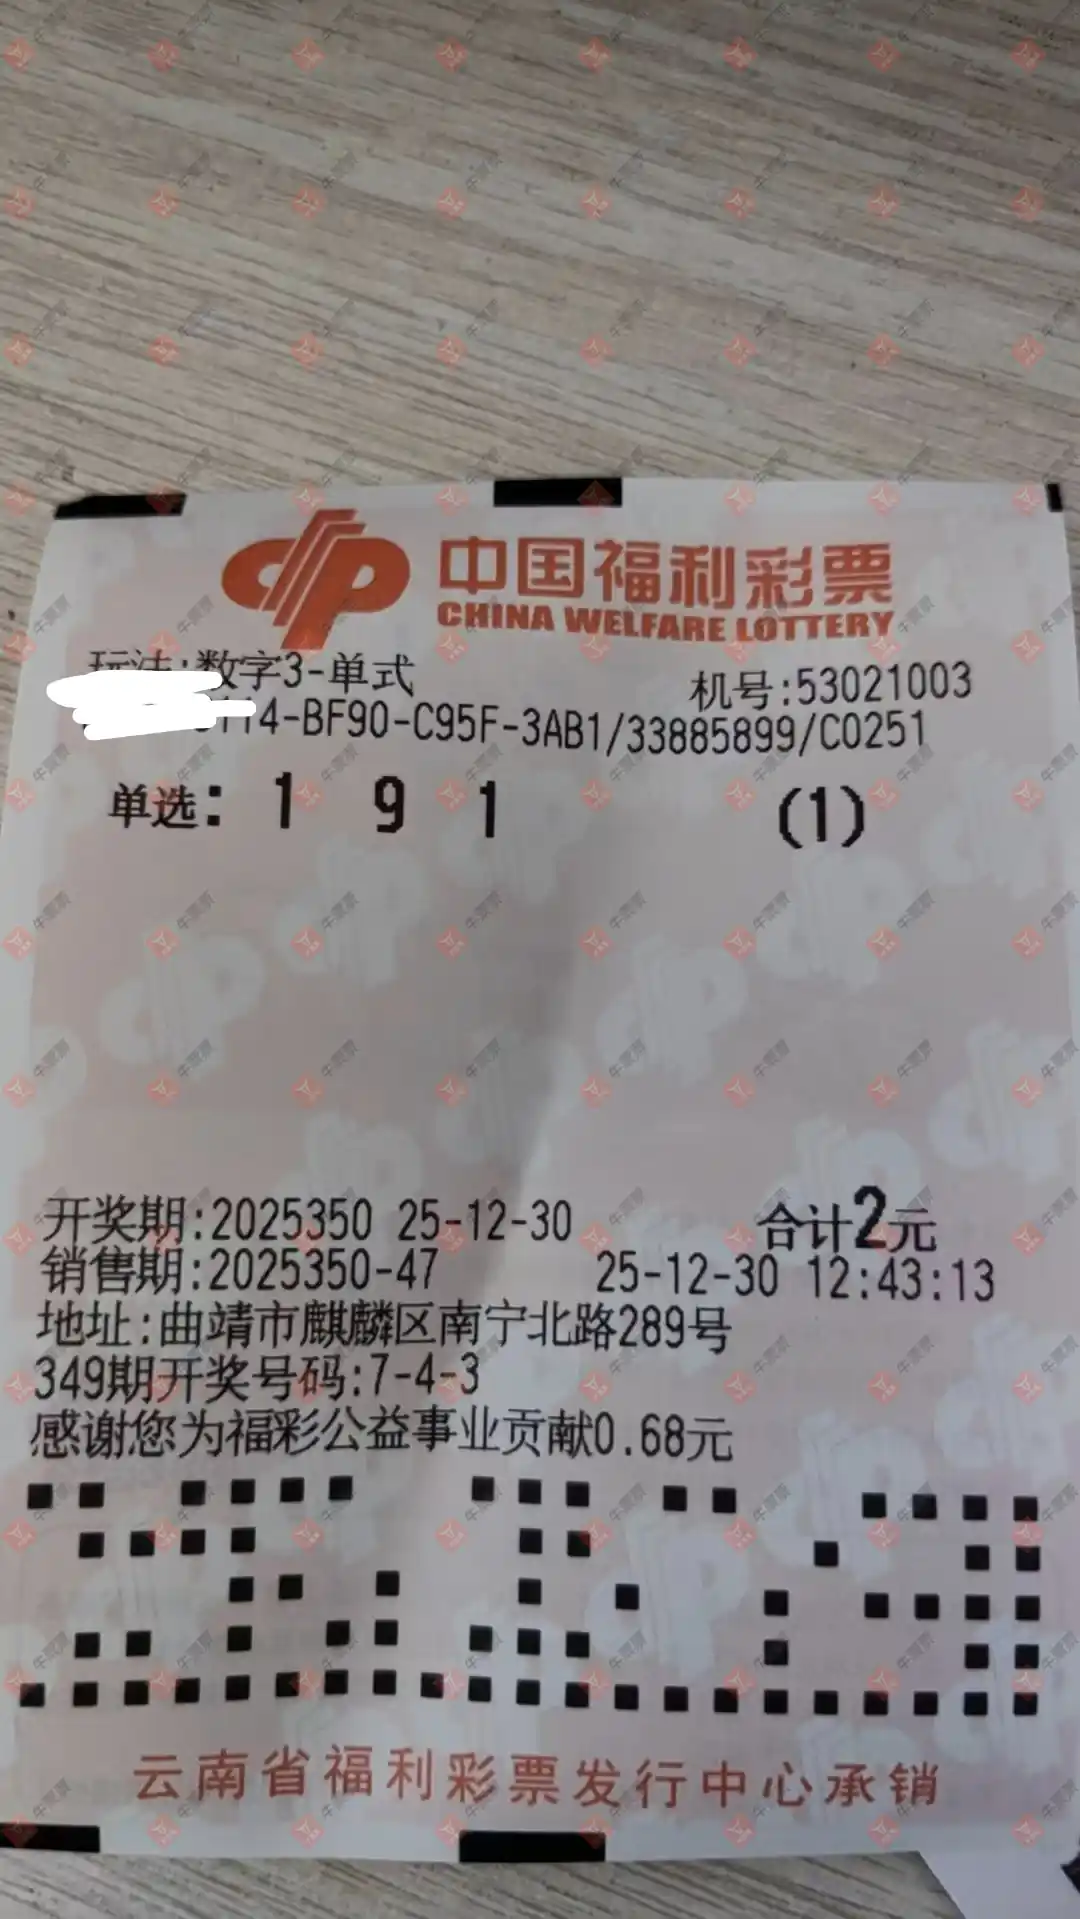 中国福利彩票
CHINA WELFARE LOTTERY
玩法:数字3-单式 机号:53021003
114-BF90-C95F-3AB1/33885899/C0251
单选: 1 9 1 (1)
开奖期:2025350 25-12-30 合计2元
销售期:2025350-47 25-12-30 12:43:13
地址:曲靖市麒麟区南宁北路289号
349期开奖号码:7-4-3
感谢您为福彩公益事业贡献0.68元
云南省福利彩票发行中心承销